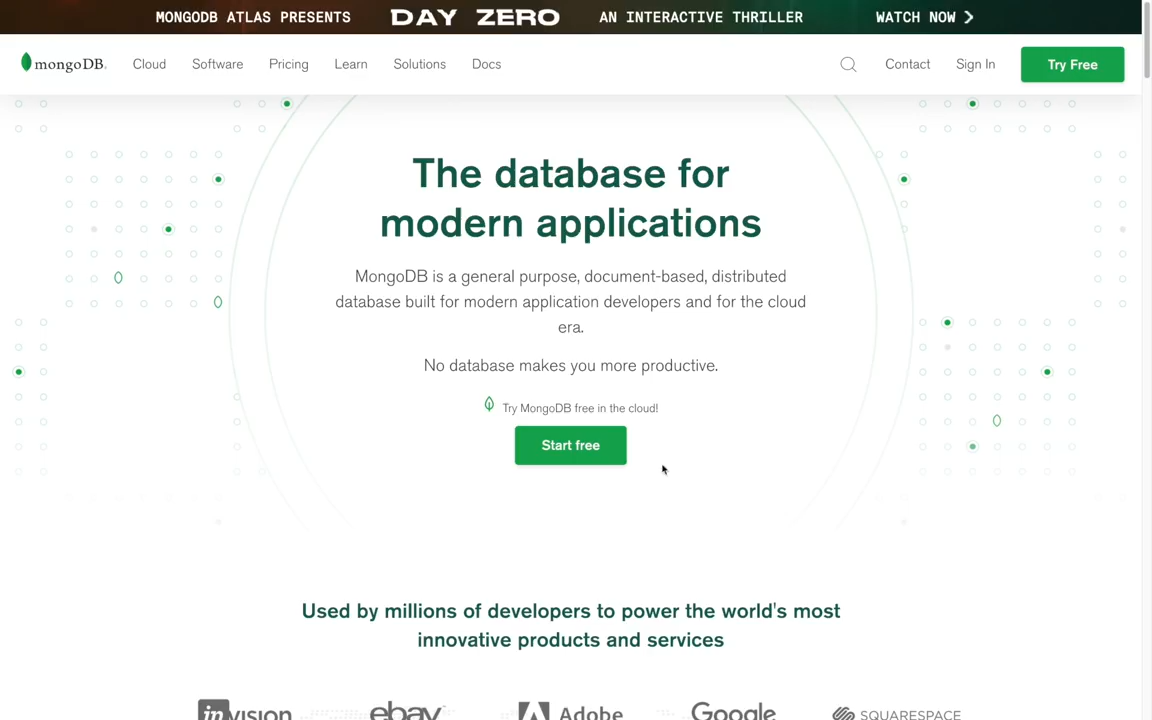 MONGODB ATLAS PRESENTS DAY ZERO AN INTERACTIVE THRILLER WATCH NOW
mongoDB. Cloud Software Pricing Learn Solutions Docs Contact Sign In Try Free
The database for
modern applications
MongoDB is a general purpose, document-based, distributed
database built for modern application developers and for the cloud
era.
No database makes you more productive.
Try MongoDB free in the cloud!
Start free
Used by millions of developers to power the world's most
innovative products and services
invision ebay Adobe Google SQUARESPACE